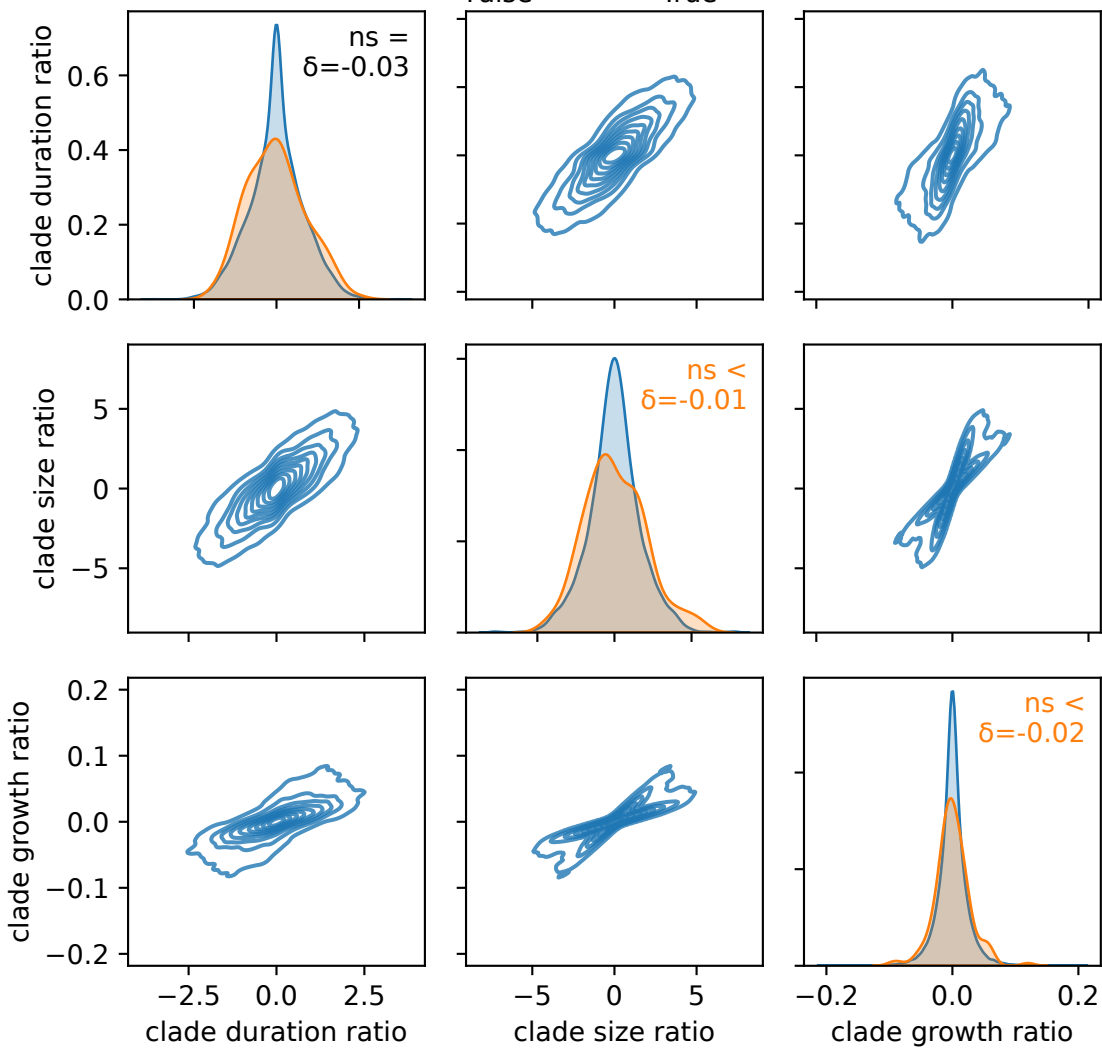 clade duration ratio
0.6
0.4
0.2
0.0
ns =
δ=-0.03
clade size ratio
5
0
−5
ns <
δ=-0.01
clade growth ratio
0.2
0.1
0.0
−0.1
−0.2
ns <
δ=-0.02
−2.5 0.0 2.5
−5 0 5
−0.2 0.0 0.2
clade duration ratio
clade size ratio
clade growth ratio